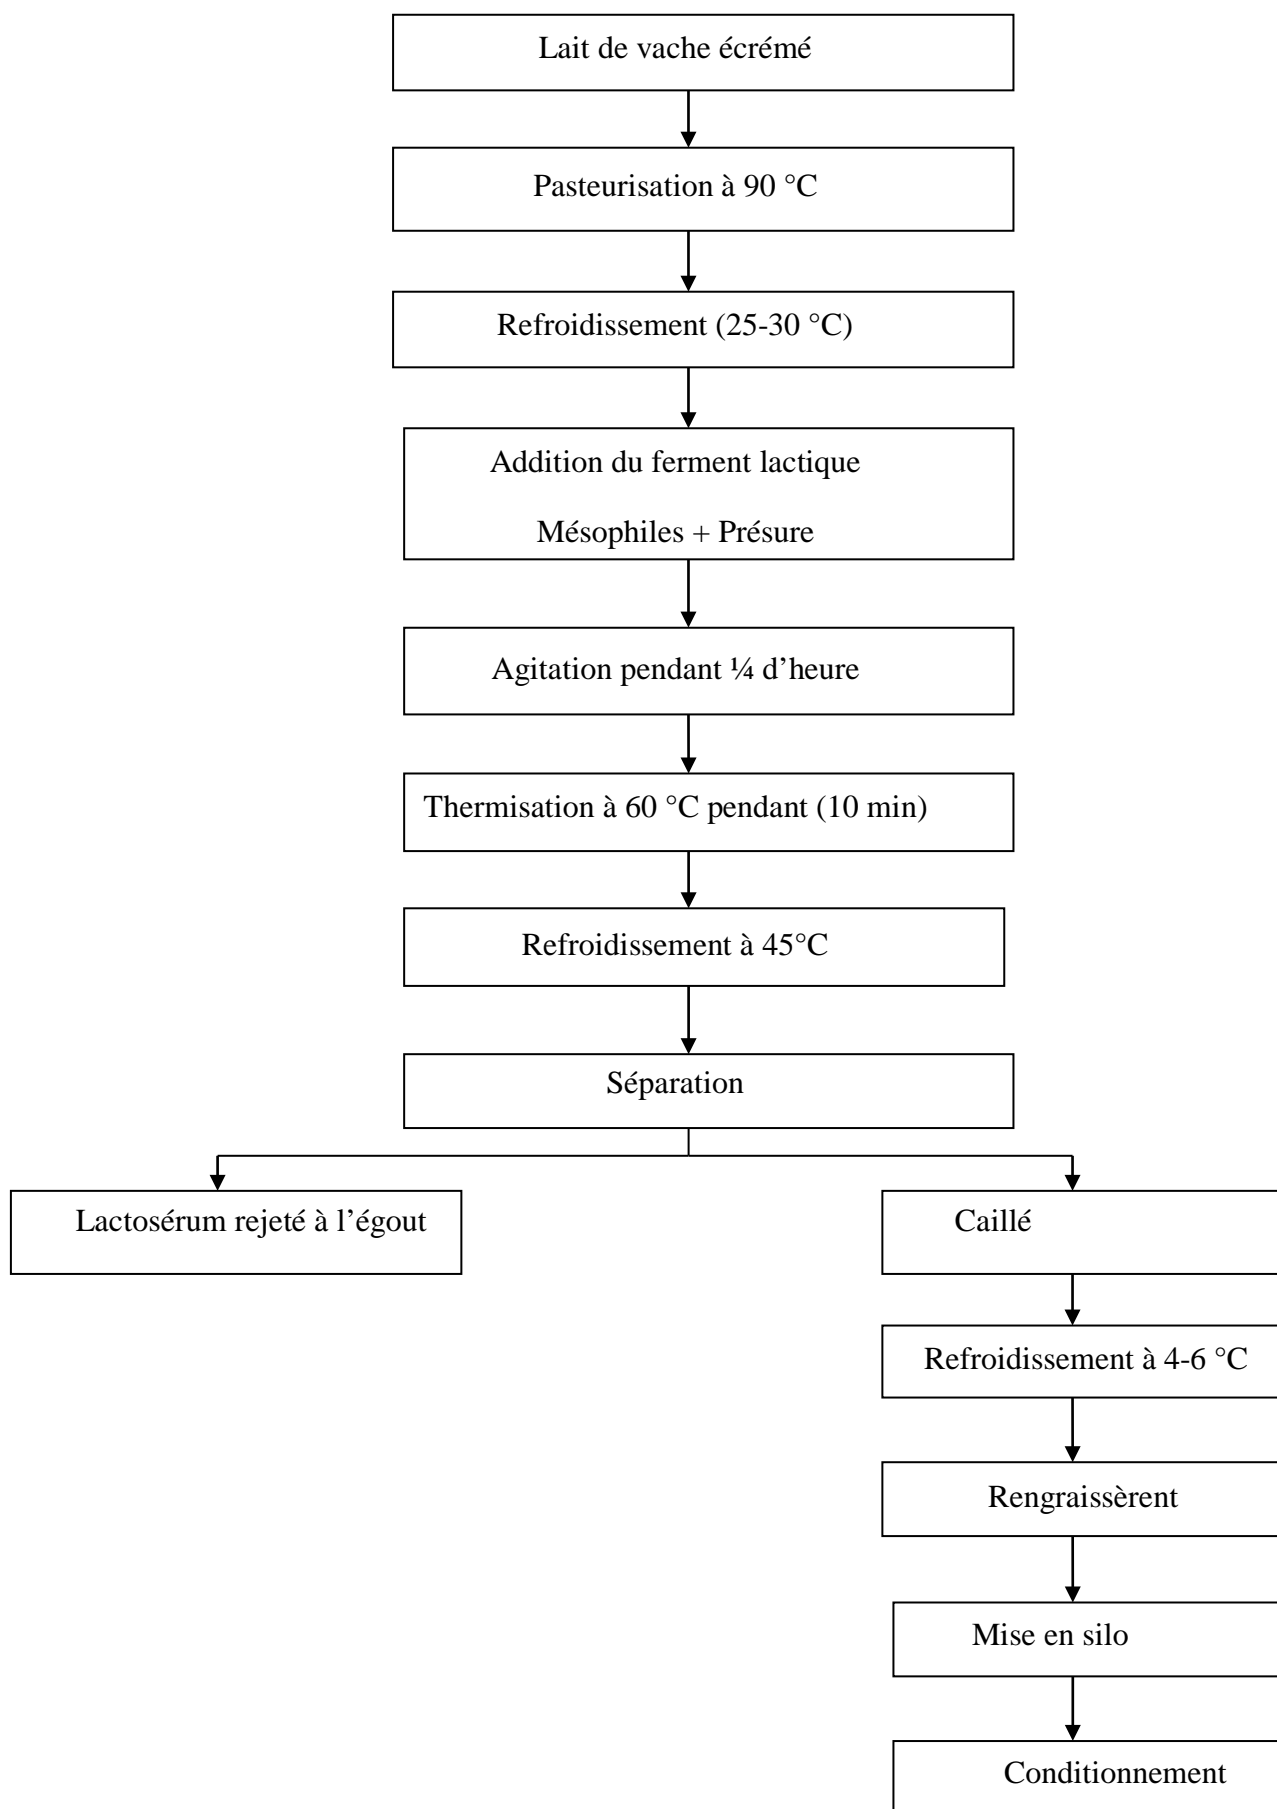 Lait de vache écrémé
Pasteurisation à 90 °C
Refroidissement (25-30 °C)
Addition du ferment lactique
Mésophiles + Présure
Agitation pendant ¼ d’heure
Thermisation à 60 °C pendant (10 min)
Refroidissement à 45°C
Séparation
Lactosérum rejeté à l’égout
Caillé
Refroidissement à 4-6 °C
Rengraissèrent
Mise en silo
Conditionnement